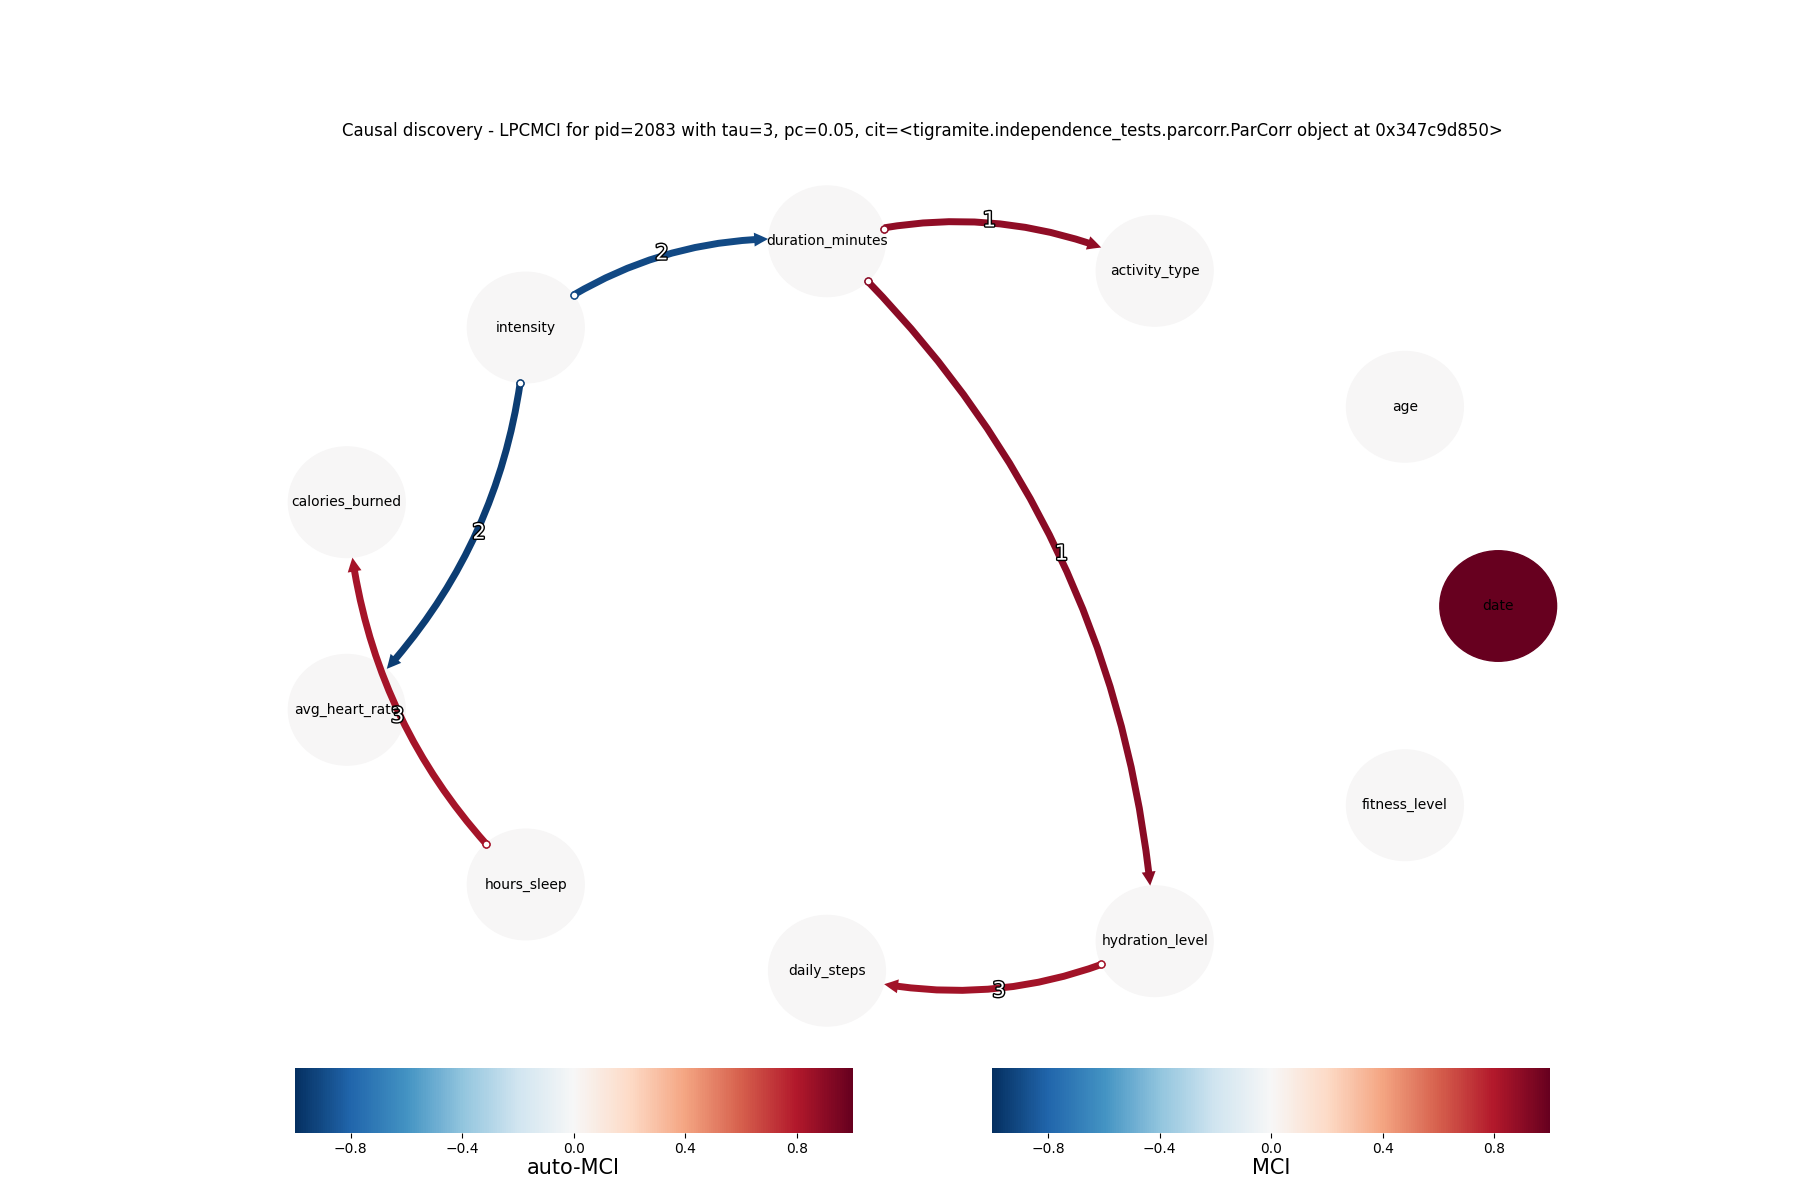 Causal discovery - LPCMCI for pid=2083 with tau=3, pc=0.05, cit=<tigramite.independence_tests.parcorr.ParCorr object at 0x347c9d850>
1
2
duration_minutes
activity_type
intensity
age
calories_burned
2
1
date
avg_heart_rate
3
fitness_level
hours_sleep
hydration_level
daily_steps
3
−0.8 −0.4 0.0 0.4 0.8
−0.8 −0.4 0.0 0.4 0.8
auto-MCI
MCI